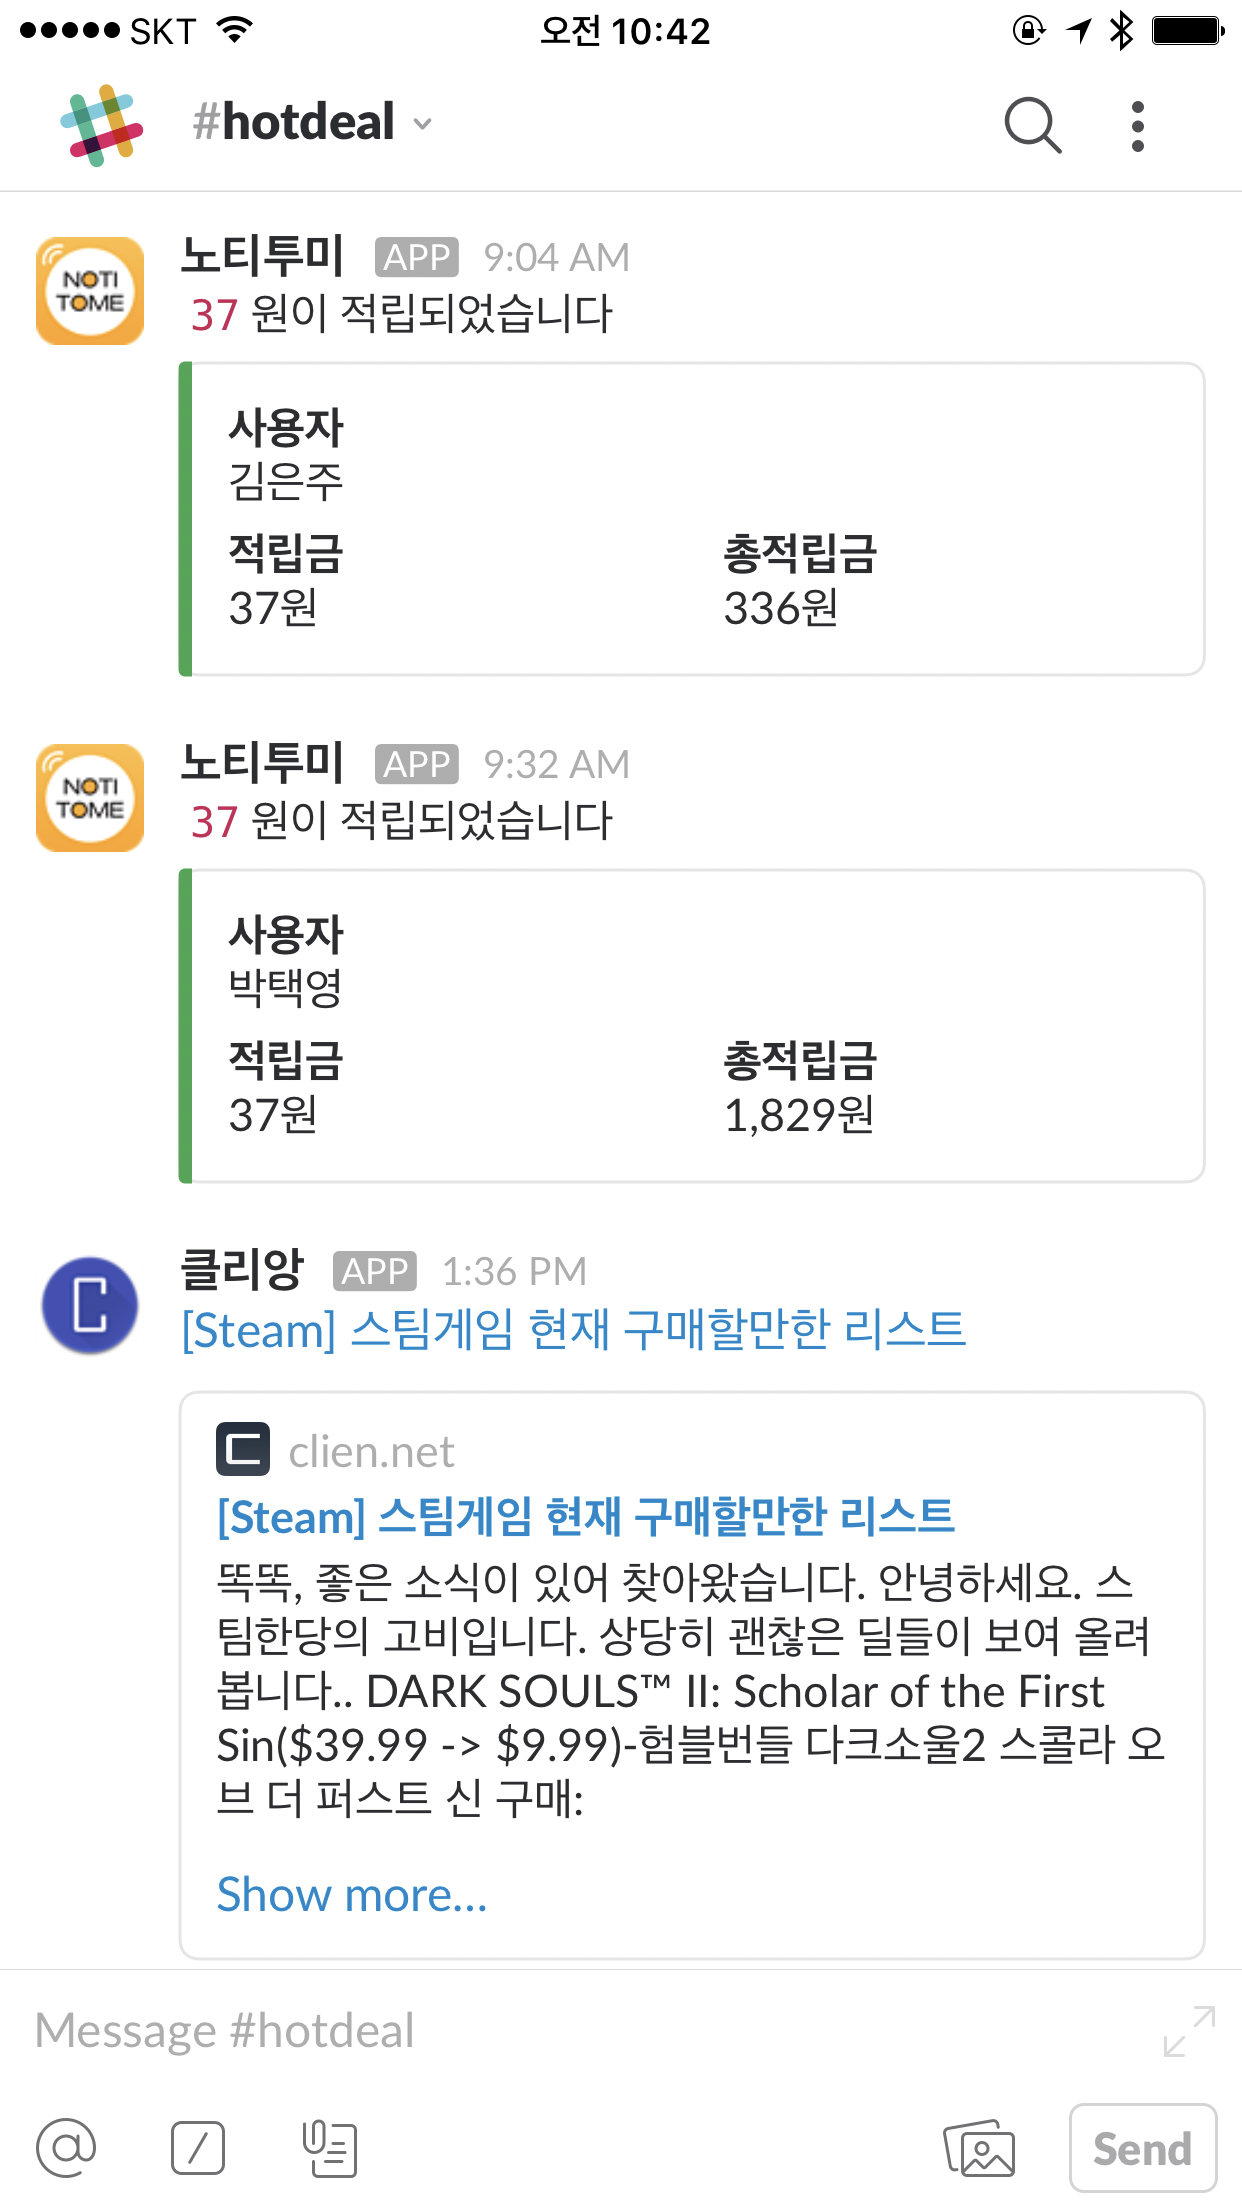 SKT 오전 10:42
#hotdeal
노티투미 APP 9:04 AM
NOTI
TOME
37 원이 적립되었습니다
사용자
김은주
적립금 총적립금
37원 336원
노티투미 APP 9:32 AM
NOTI
TOME
37 원이 적립되었습니다
사용자
박택영
적립금 총적립금
37원 1,829원
클리앙 APP 1:36 PM
[Steam] 스팀게임 현재 구매할만한 리스트
clien.net
[Steam] 스팀게임 현재 구매할만한 리스트
똑똑, 좋은 소식이 있어 찾아왔습니다. 안녕하세요. 스
팀한당의 고비입니다. 상당히 괜찮은 딜들이 보여 올려
봅니다.. DARK SOULS™ II: Scholar of the First
Sin($39.99 -> $9.99)-험블번들 다크소울2 스콜라 오
브 더 퍼스트 신 구매:
Show more...
Message #hotdeal
Send